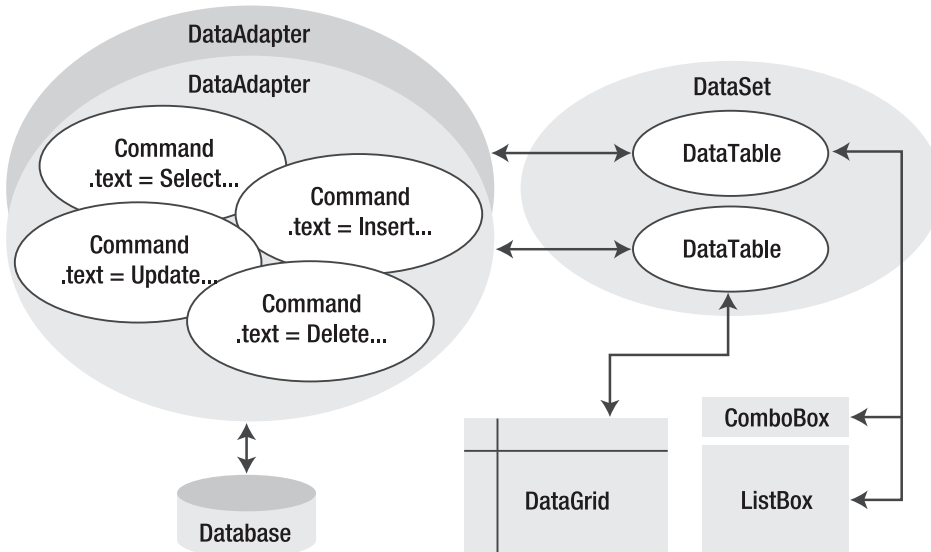 DataAdapter
DataAdapter
Command
.text = Select...
Command
.text = Insert...
Command
.text = Update...
Command
.text = Delete...
DataSet
DataTable
DataTable
ComboBox
DataGrid
ListBox
Database